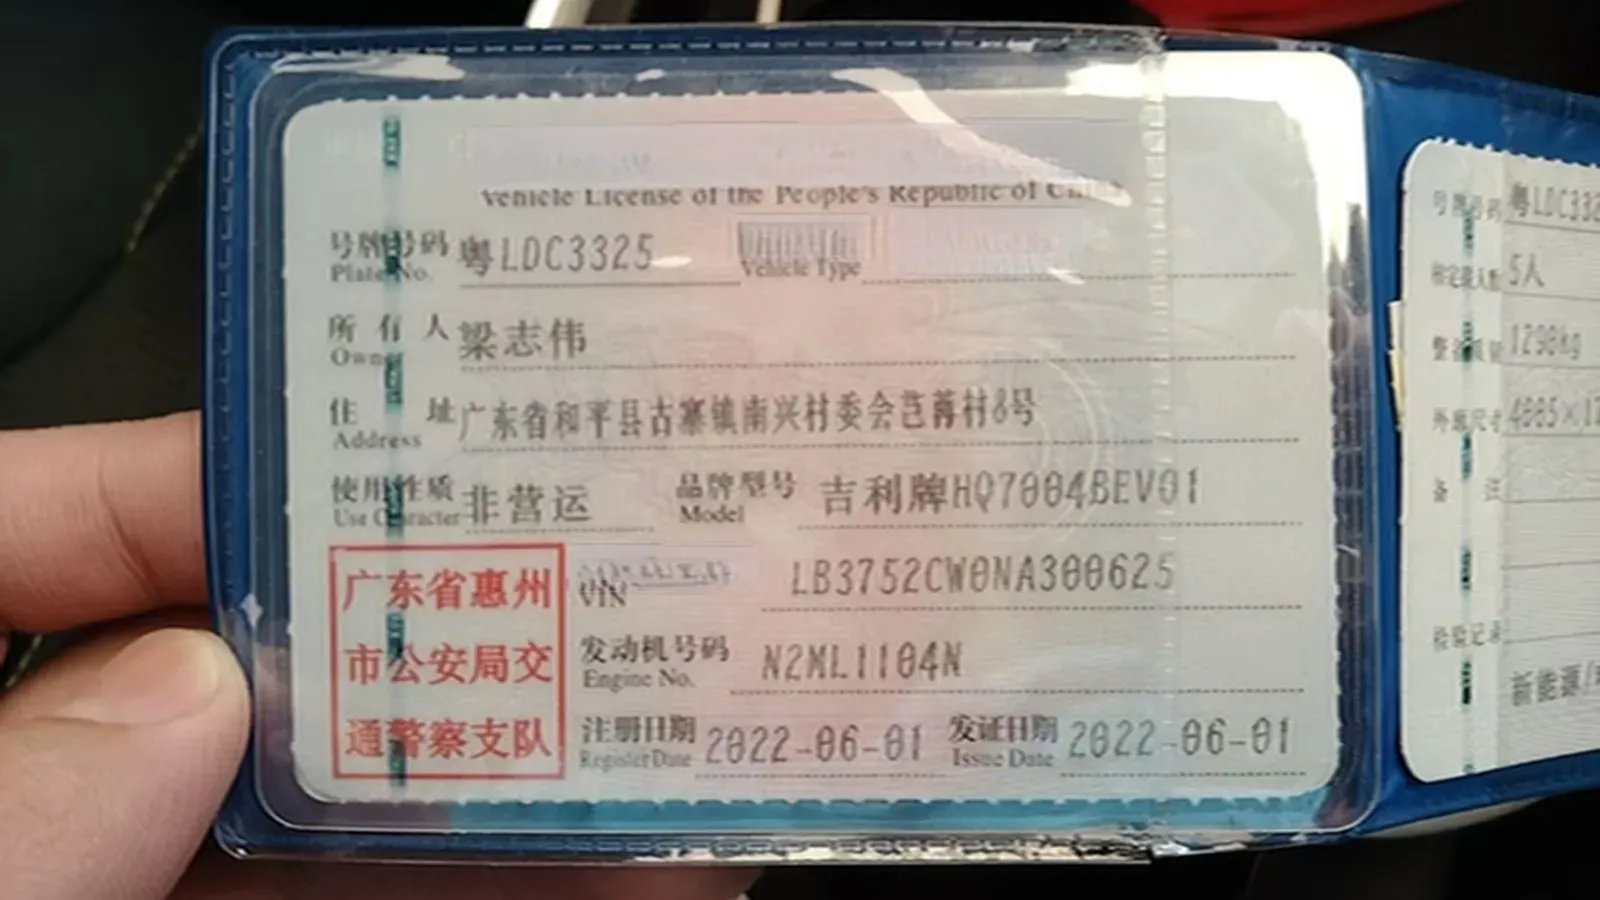 Vehicle License of the People's Republic of China
号牌号码 粤LDC3325
Plate No.
Vehicle Type
所有人 梁志伟
Owner
住址 广东省和平县古寨镇南兴村委会芑蒋村8号
Address
使用性质 非营运
Use Character
品牌型号 吉利牌HQ7004BEV01
Model
广东省惠州
市公安局交
通警察支队
VIN LB3752CW0NA300625
发动机号码 N2ML1104N
Engine No.
注册日期 2022-06-01
Register Date
发证日期 2022-06-01
Issue Date
号牌号码 粤LDC332
核定载人数 5人
整备质量 1290kg
外廓尺寸 4005×17
备注
检验记录
新能源/